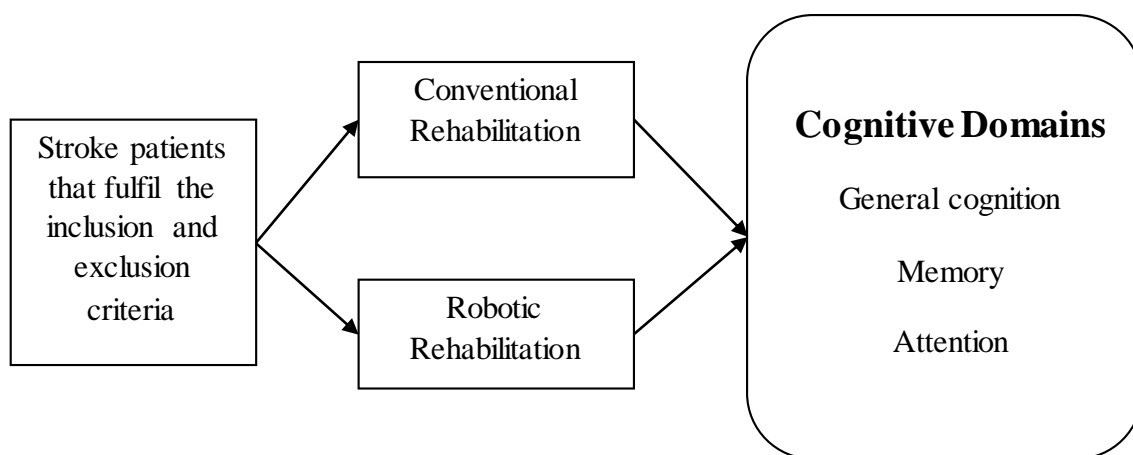 Stroke patients
that fulfil the
inclusion and
exclusion
criteria
Conventional
Rehabilitation
Robotic
Rehabilitation
Cognitive Domains
General cognition
Memory
Attention